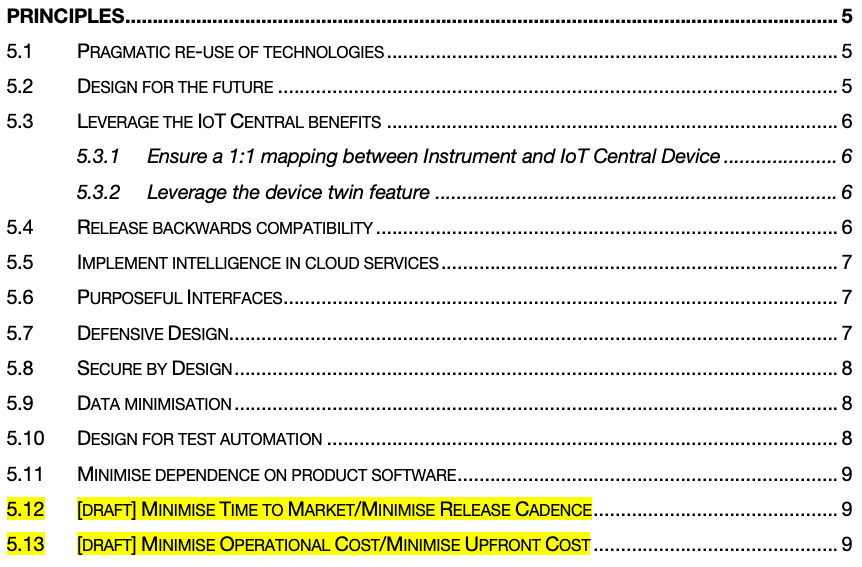 PRINCIPLES 5
5.1 PRAGMATIC RE-USE OF TECHNOLOGIES 5
5.2 DESIGN FOR THE FUTURE 5
5.3 LEVERAGE THE IOT CENTRAL BENEFITS 6
5.3.1 Ensure a 1:1 mapping between Instrument and IoT Central Device 6
5.3.2 Leverage the device twin feature 6
5.4 RELEASE BACKWARDS COMPATIBILITY 6
5.5 IMPLEMENT INTELLIGENCE IN CLOUD SERVICES 7
5.6 PURPOSEFUL INTERFACES 7
5.7 DEFENSIVE DESIGN 7
5.8 SECURE BY DESIGN 8
5.9 DATA MINIMISATION 8
5.10 DESIGN FOR TEST AUTOMATION 8
5.11 MINIMISE DEPENDENCE ON PRODUCT SOFTWARE 9
5.12 [DRAFT] MINIMISE TIME TO MARKET/MINIMISE RELEASE CADENCE 9
5.13 [DRAFT] MINIMISE OPERATIONAL COST/MINIMISE UPFRONT COST 9